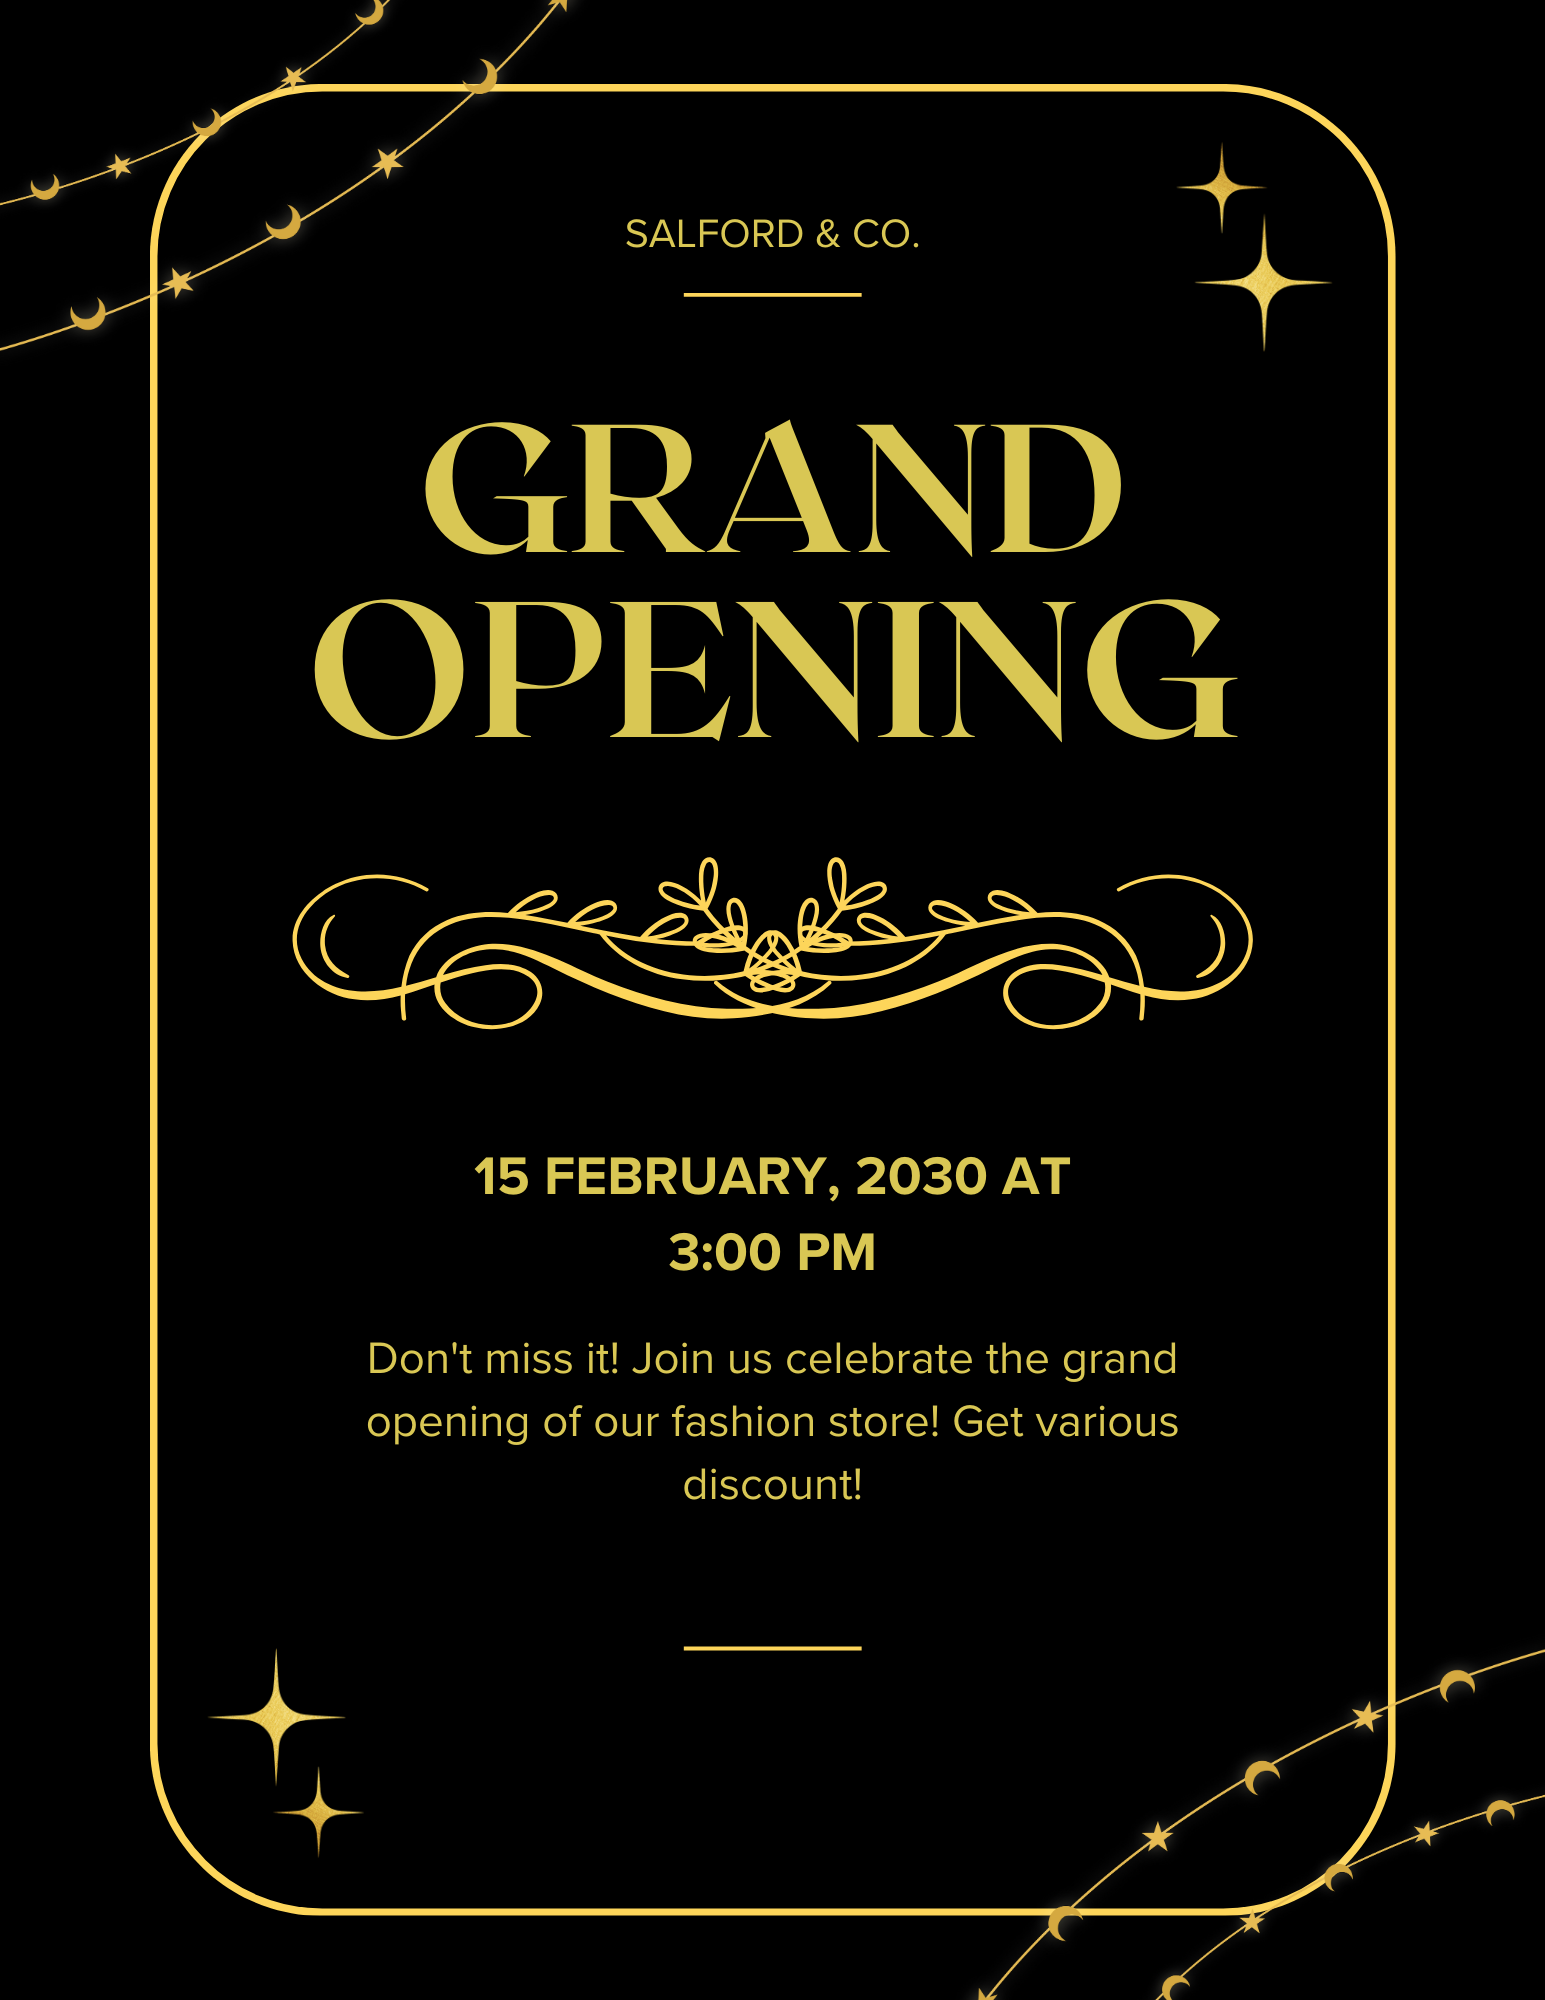 SALFORD & CO.
GRAND
OPENING
15 FEBRUARY, 2030 AT
3:00 PM
Don't miss it! Join us celebrate the grand
opening of our fashion store! Get various
discount!